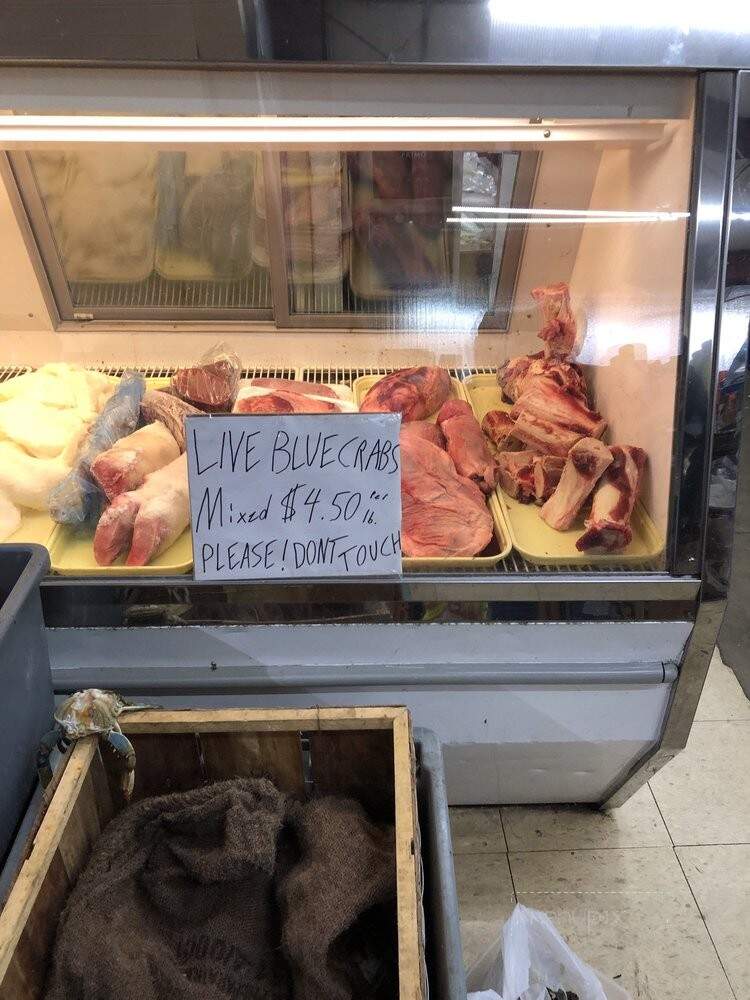 LIVE BLUECRABS
Mixed $4.50 per lb.
PLEASE! DONT TOUCH